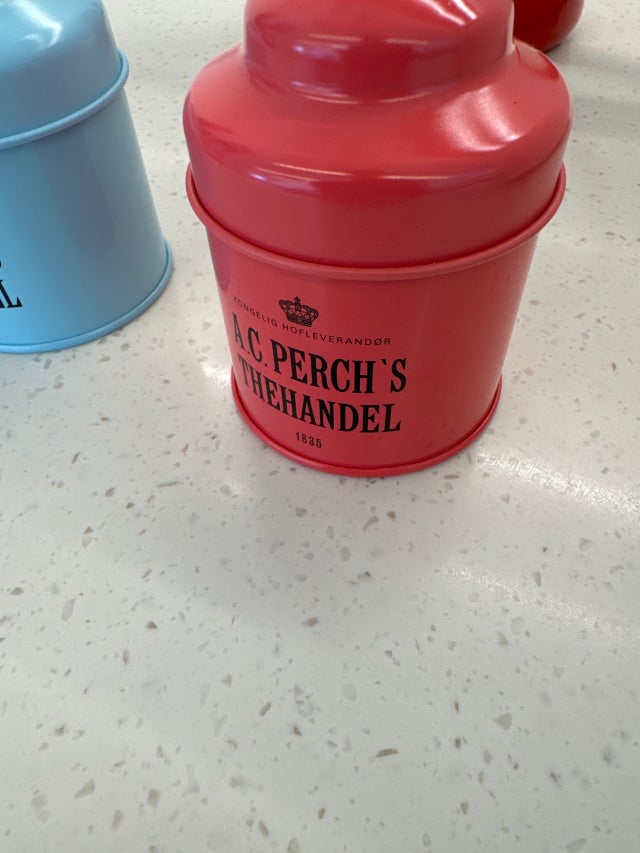 KONGELIG HOFLEVERANDØR
A.C. PERCH`S
THEHANDEL
1835
L